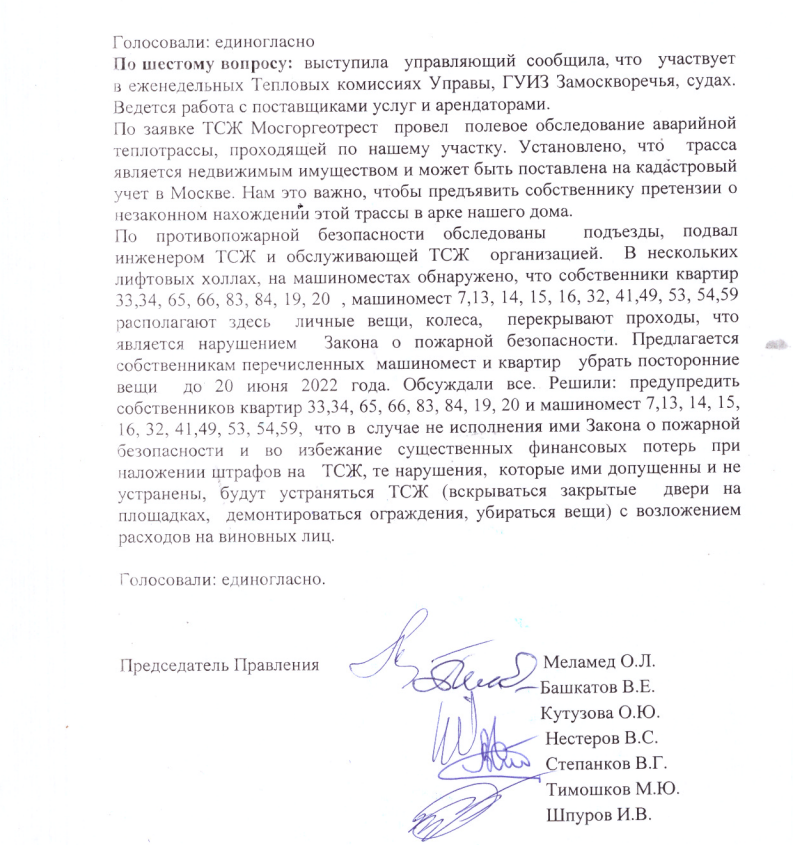 Голосовали: единогласно
По шестому вопросу: выступила управляющий сообщила, что участвует
в еженедельных Тепловых комиссиях Управы, ГУИЗ Замоскворечья, судах.
Ведется работа с поставщиками услуг и арендаторами.
По заявке ТСЖ Мосгоргеотрест провел полевое обследование аварийной
теплотрассы, проходящей по нашему участку. Установлено, что трасса
является недвижимым имуществом и может быть поставлена на кадастровый
учет в Москве. Нам это важно, чтобы предъявить собственнику претензии о
незаконном нахождении этой трассы в арке нашего дома.
По противопожарной безопасности обследованы подъезды, подвал
инженером ТСЖ и обслуживающей ТСЖ организацией. В нескольких
лифтовых холлах, на машиноместах обнаружено, что собственники квартир
33,34, 65, 66, 83, 84, 19, 20 , машиномест 7,13, 14, 15, 16, 32, 41,49, 53, 54,59
располагают здесь личные вещи, колеса, перекрывают проходы, что
является нарушением Закона о пожарной безопасности. Предлагается
собственникам перечисленных машиномест и квартир убрать посторонние
вещи до 20 июня 2022 года. Обсуждали все. Решили: предупредить
собственников квартир 33,34, 65, 66, 83, 84, 19, 20 и машиномест 7,13, 14, 15,
16, 32, 41,49, 53, 54,59, что в случае не исполнения ими Закона о пожарной
безопасности и во избежание существенных финансовых потерь при
наложении штрафов на ТСЖ, те нарушения, которые ими допущенны и не
устранены, будут устраняться ТСЖ (вскрываться закрытые двери на
площадках, демонтироваться ограждения, убираться вещи) с возложением
расходов на виновных лиц.
Голосовали: единогласно.
Председатель Правления Меламед О.Л.
Башкатов В.Е.
Кутузова О.Ю.
Нестеров В.С.
Степанков В.Г.
Тимошков М.Ю.
Шпуров И.В.